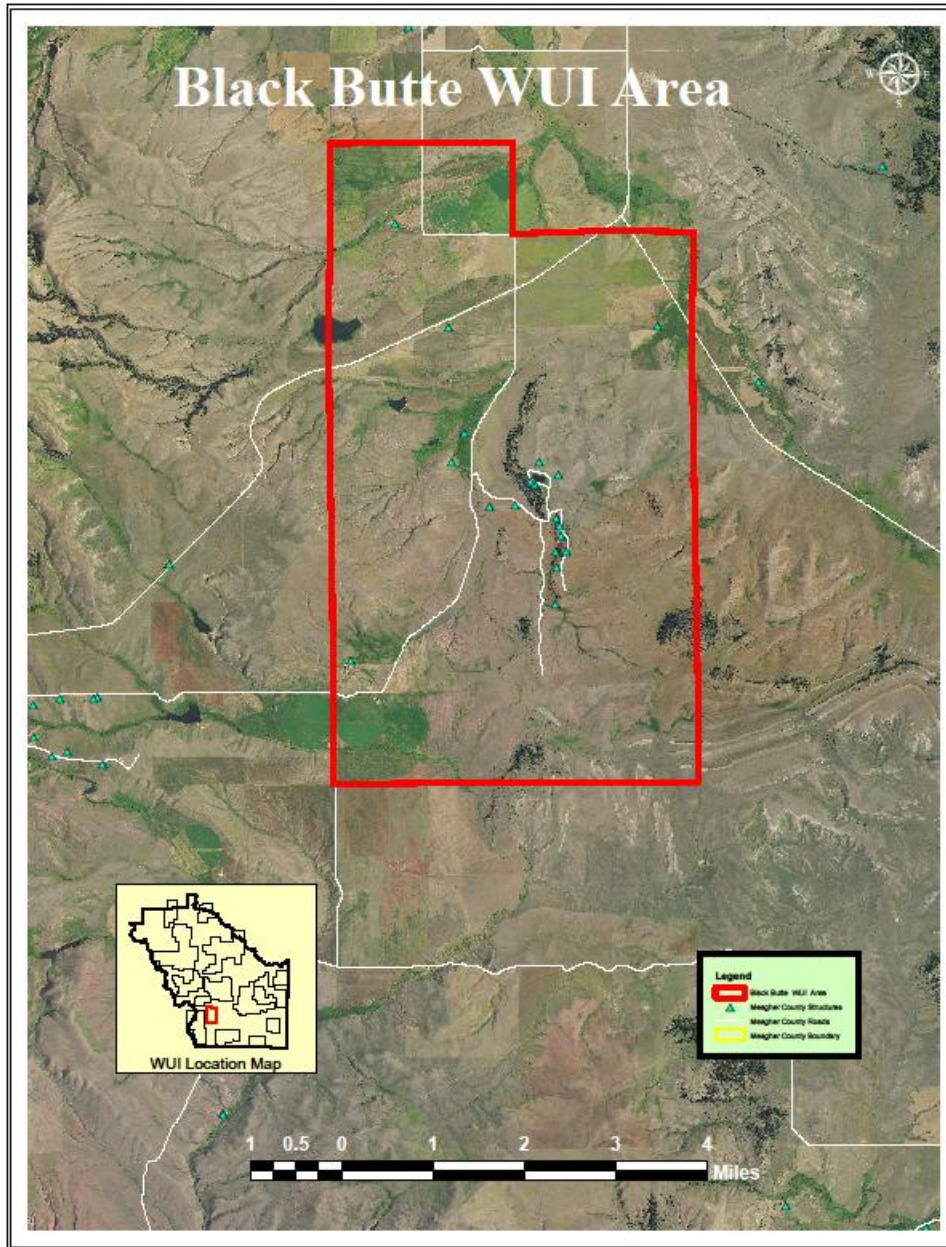 Black Butte WUI Area
W E
S
WUI Location Map
Legend
Black Butte WUI Area
Meagher County Structures
Meagher County Roads
Meagher County Boundary
1 0.5 0 1 2 3 4
Miles